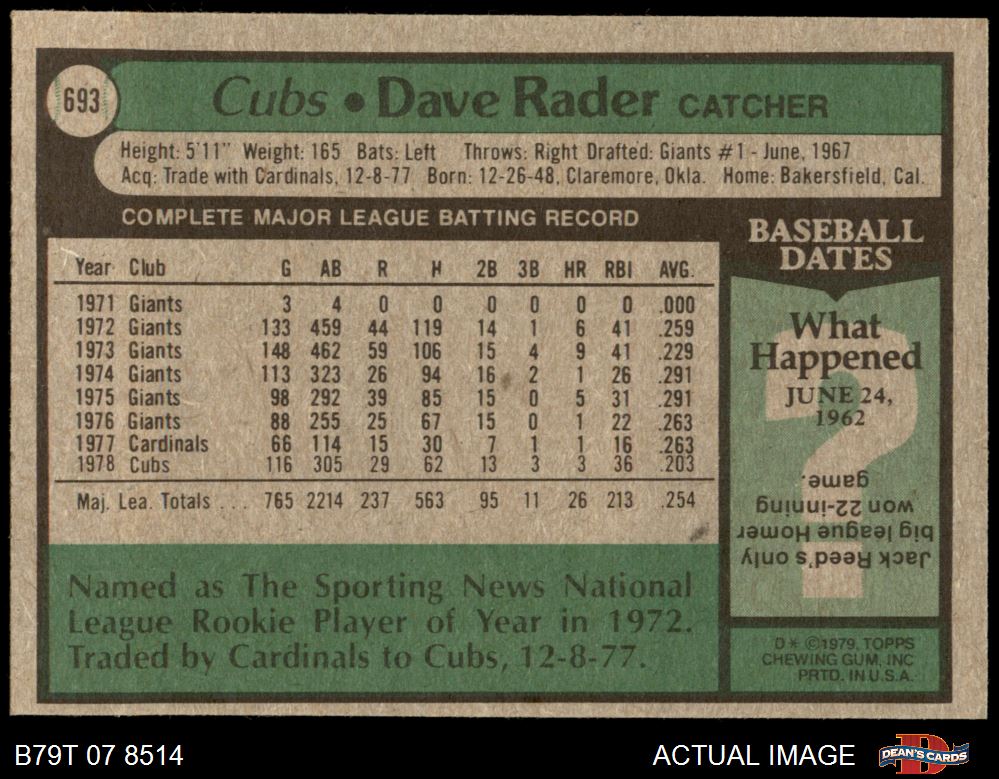 693
Cubs • Dave Rader CATCHER
Height: 5'11" Weight: 165 Bats: Left Throws: Right Drafted: Giants #1 - June, 1967
Acq: Trade with Cardinals, 12-8-77 Born: 12-26-48, Claremore, Okla. Home: Bakersfield, Cal.
COMPLETE MAJOR LEAGUE BATTING RECORD
Year Club G AB R H 2B 3B HR RBI AVG.
1971 Giants 3 4 0 0 0 0 0 0 .000
1972 Giants 133 459 44 119 14 1 6 41 .259
1973 Giants 148 462 59 106 15 4 9 41 .229
1974 Giants 113 323 26 94 16 2 1 26 .291
1975 Giants 98 292 39 85 15 0 5 31 .291
1976 Giants 88 255 25 67 15 0 1 22 .263
1977 Cardinals 66 114 15 30 7 1 1 16 .263
1978 Cubs 116 305 29 62 13 3 3 36 .203
Maj. Lea. Totals ... 765 2214 237 563 95 11 26 213 .254
Named as The Sporting News National
League Rookie Player of Year in 1972.
Traded by Cardinals to Cubs, 12-8-77.
BASEBALL
DATES
What
Happened
JUNE 24,
1962
?
Jack Reed's only
big league Homer
won 22-inning
game.
D* ©1979, TOPPS
CHEWING GUM, INC
PRTD. IN U.S.A.
B79T 07 8514
ACTUAL IMAGE
D
DEAN'S CARDS